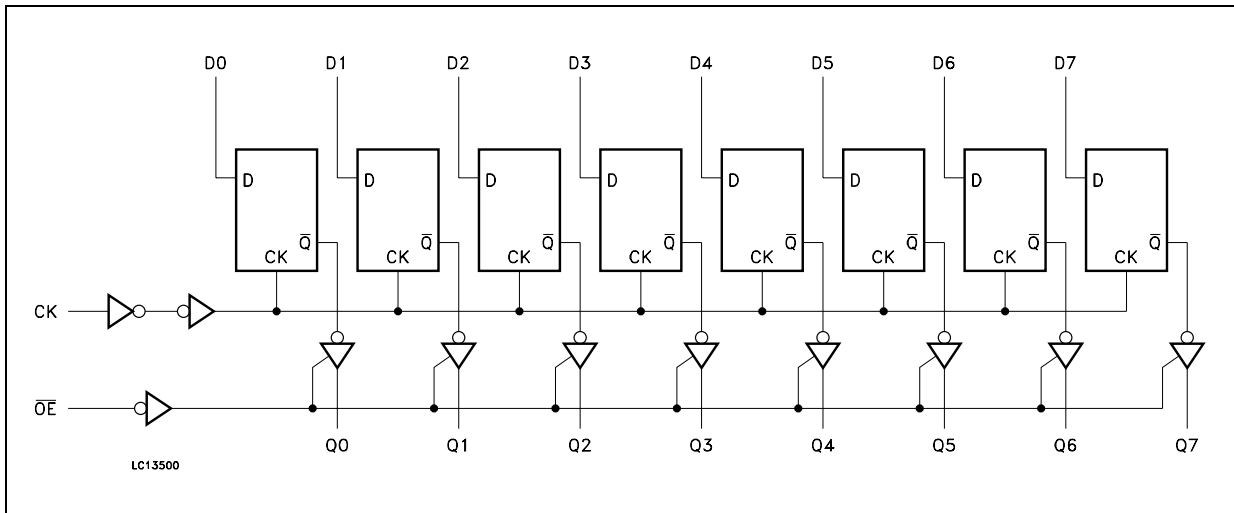 D0 D1 D2 D3 D4 D5 D6 D7
D D D D D D D D
Q̅ Q̅ Q̅ Q̅ Q̅ Q̅ Q̅ Q̅
CK CK CK CK CK CK CK CK
CK
O̅E̅
Q0 Q1 Q2 Q3 Q4 Q5 Q6 Q7
LC13500